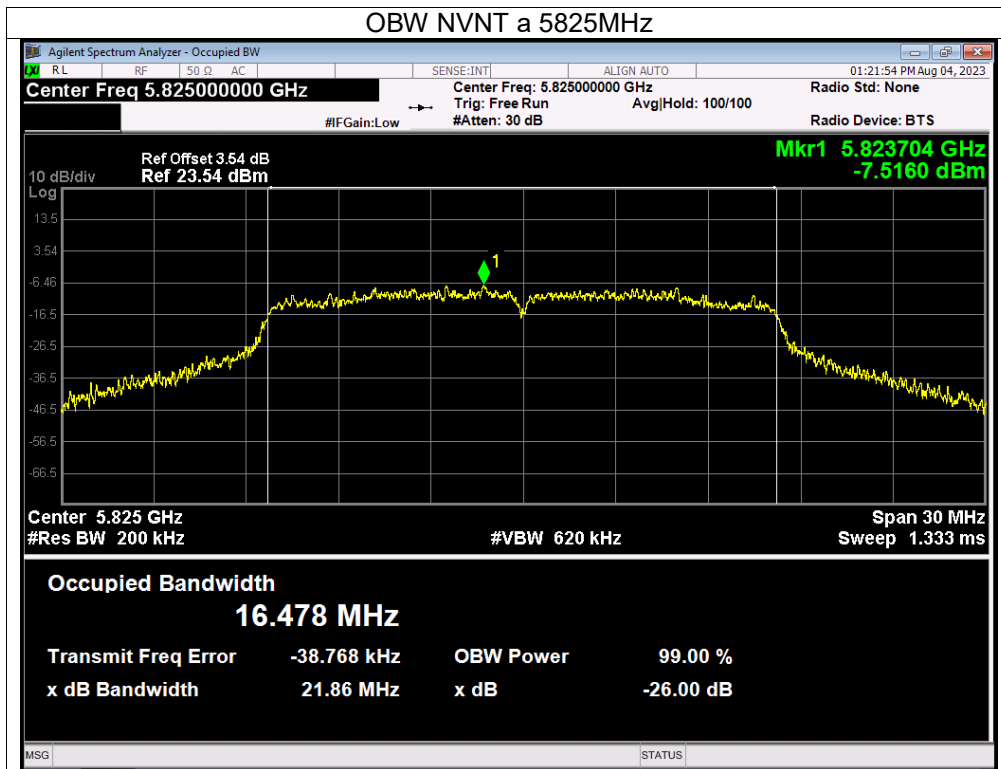 OBW NVNT a 5825MHz
Agilent Spectrum Analyzer - Occupied BW
LXI RL RF 50 Ω AC SENSE:INT ALIGN AUTO 01:21:54 PM Aug 04, 2023
Center Freq 5.825000000 GHz Center Freq: 5.825000000 GHz Radio Std: None
Trig: Free Run Avg|Hold: 100/100
#IFGain:Low #Atten: 30 dB Radio Device: BTS
Mkr1 5.823704 GHz
Ref Offset 3.54 dB
-7.5160 dBm
10 dB/div Ref 23.54 dBm
Log
13.5
3.54
1
-6.46
-16.5
-26.5
-36.5
-46.5
-56.5
-66.5
Center 5.825 GHz Span 30 MHz
#Res BW 200 kHz #VBW 620 kHz Sweep 1.333 ms
Occupied Bandwidth
16.478 MHz
Transmit Freq Error -38.768 kHz OBW Power 99.00 %
x dB Bandwidth 21.86 MHz x dB -26.00 dB
MSG STATUS